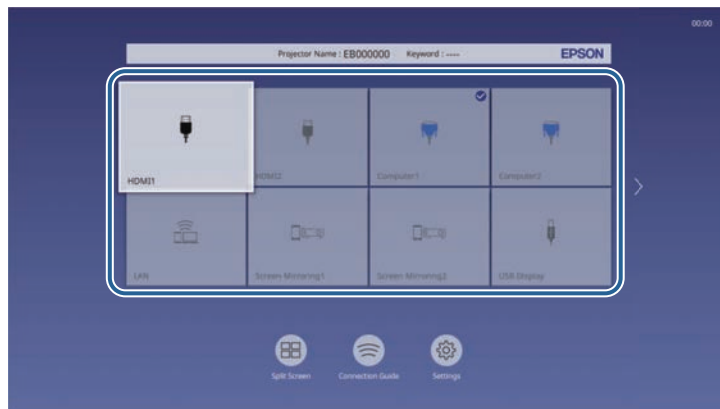 00:00
Projector Name : EB000000 Keyword : ---- EPSON
HDMI1 HDMI2 Computer1 Computer2
LAN Screen Mirroring1 Screen Mirroring2 USB Display
Split Screen Connection Guide Settings